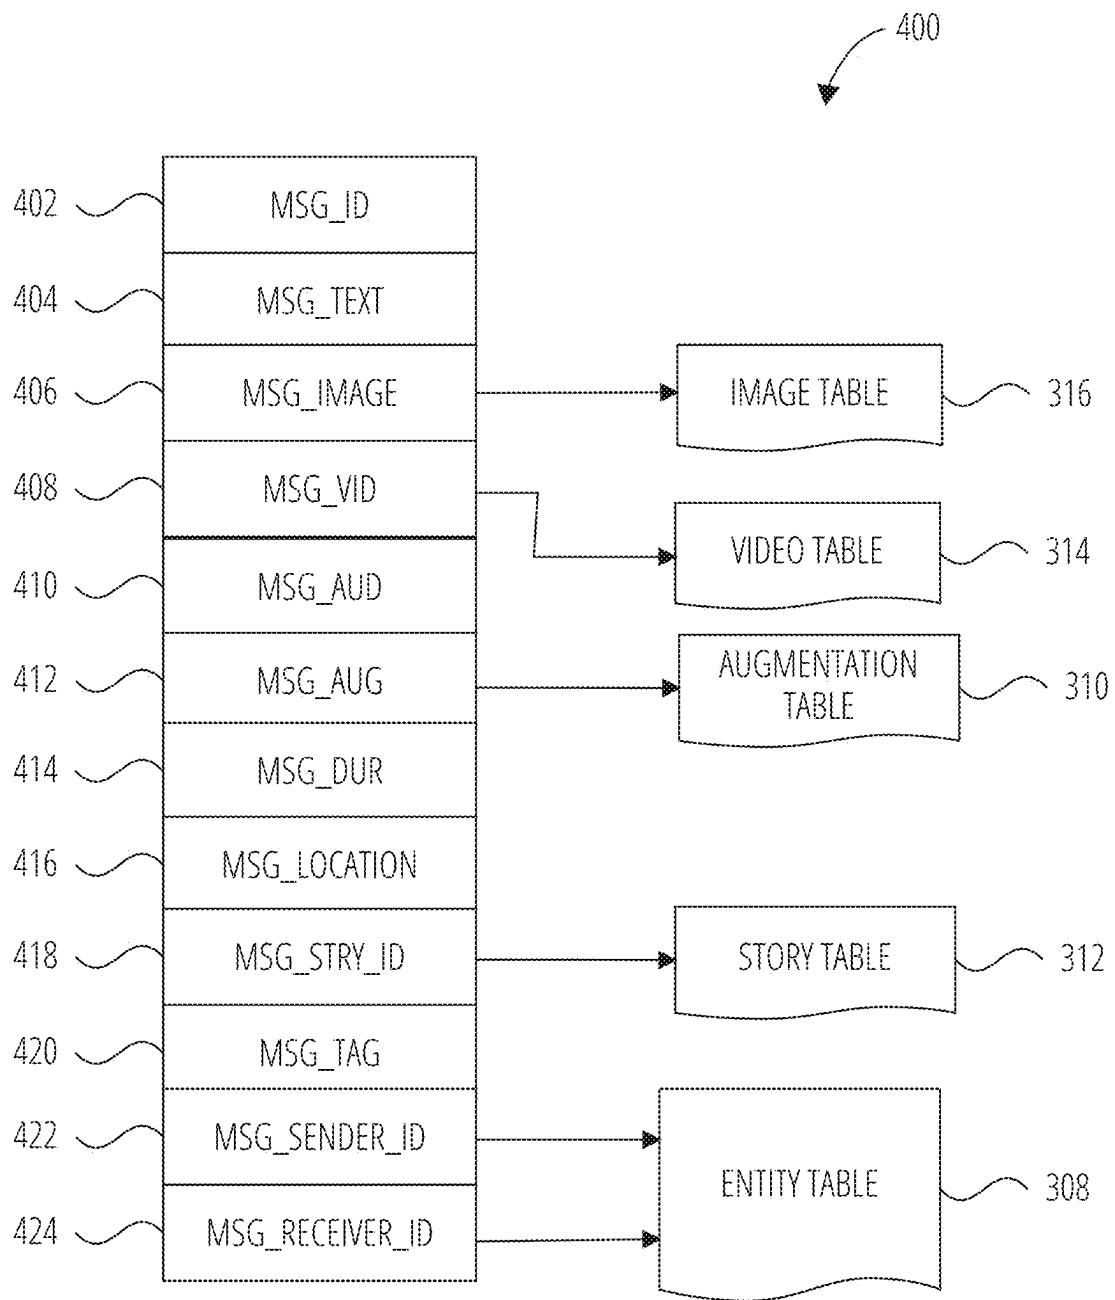 400
402 MSG_ID
404 MSG_TEXT
406 MSG_IMAGE IMAGE TABLE 316
408 MSG_VID VIDEO TABLE 314
410 MSG_AUD
412 MSG_AUG AUGMENTATION TABLE 310
414 MSG_DUR
416 MSG_LOCATION
418 MSG_STRY_ID STORY TABLE 312
420 MSG_TAG
422 MSG_SENDER_ID ENTITY TABLE 308
424 MSG_RECEIVER_ID